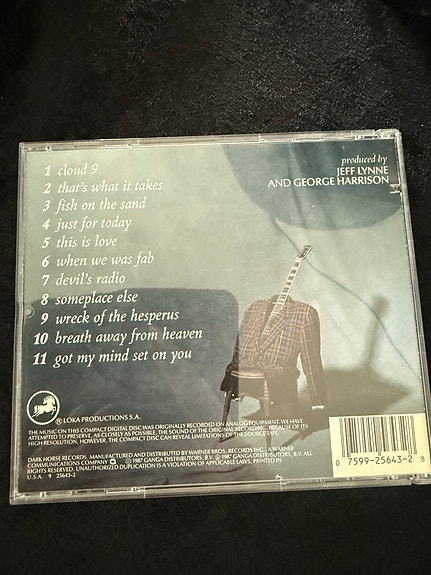 1 cloud 9
2 that's what it takes
3 fish on the sand
4 just for today
5 this is love
6 when we was fab
7 devil's radio
8 someplace else
9 wreck of the hesperus
10 breath away from heaven
11 got my mind set on you
produced by
JEFF LYNNE
AND GEORGE HARRISON
® LOKA PRODUCTIONS S.A.
THE MUSIC ON THIS COMPACT DIGITAL DISC WAS ORIGINALLY RECORDED ON ANALOG EQUIPMENT. WE HAVE
ATTEMPTED TO PRESERVE, AS CLOSELY AS POSSIBLE, THE SOUND OF THE ORIGINAL RECORDING. BECAUSE OF ITS
HIGH RESOLUTION, HOWEVER, THE COMPACT DISC CAN REVEAL LIMITATIONS OF THE SOURCE TAPE.
DARK HORSE RECORDS. MANUFACTURED AND DISTRIBUTED BY WARNER BROS. RECORDS INC., A WARNER
COMMUNICATIONS COMPANY ℗ 1987 GANGA DISTRIBUTORS, B.V. © 1987 GANGA DISTRIBUTORS, B.V. ALL
RIGHTS RESERVED. UNAUTHORIZED DUPLICATION IS A VIOLATION OF APPLICABLE LAWS. PRINTED IN
U.S.A. 9 25643-2
0 7599-25643-2 8